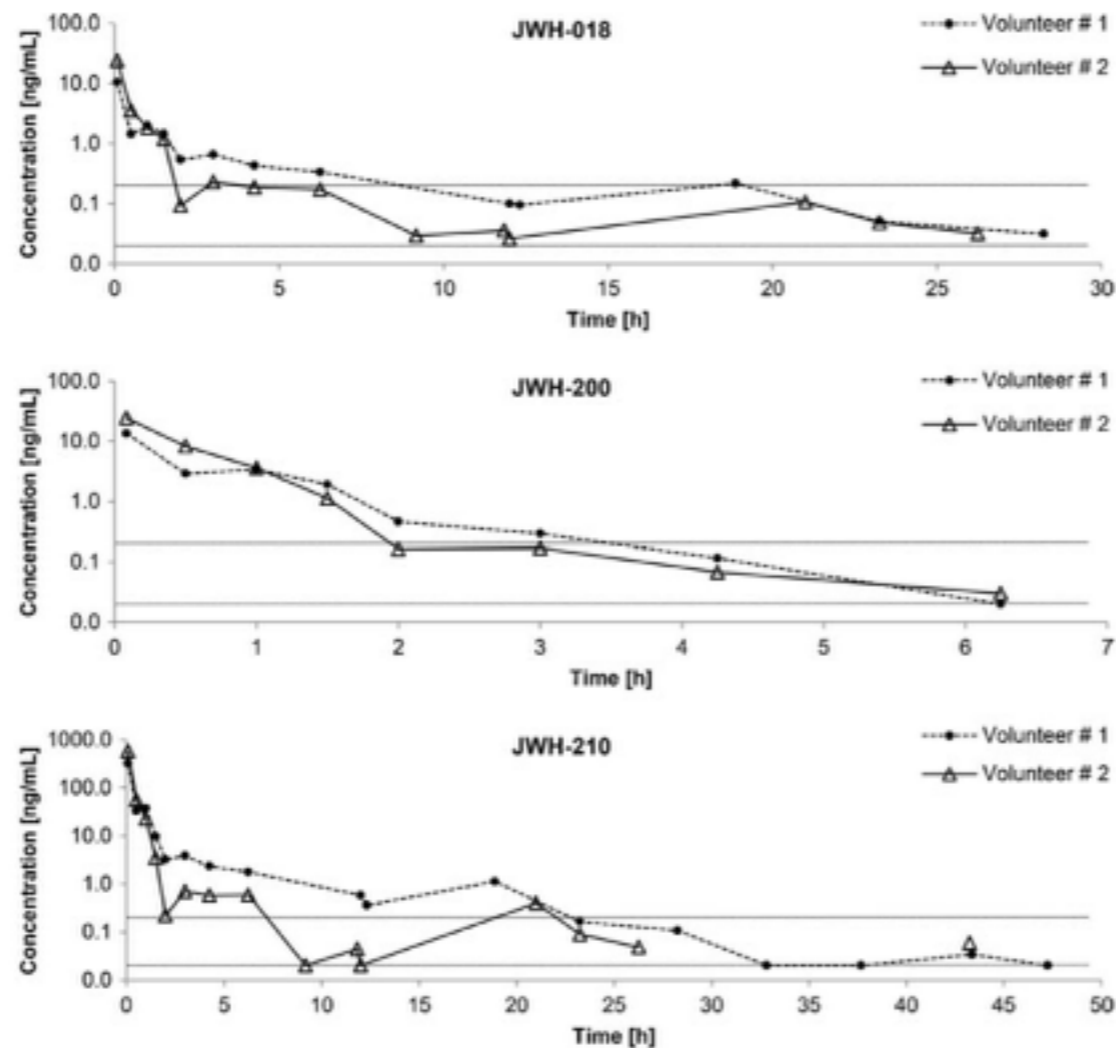 JWH-018
Volunteer # 1
Volunteer # 2
Concentration [ng/mL]
100.0
10.0
1.0
0.1
0.0
0 5 10 15 20 25 30
Time [h]
JWH-200
Volunteer # 1
Volunteer # 2
Concentration [ng/mL]
100.0
10.0
1.0
0.1
0.0
0 1 2 3 4 5 6 7
Time [h]
JWH-210
Volunteer # 1
Volunteer # 2
Concentration [ng/mL]
1000.0
100.0
10.0
1.0
0.1
0.0
0 5 10 15 20 25 30 35 40 45 50
Time [h]